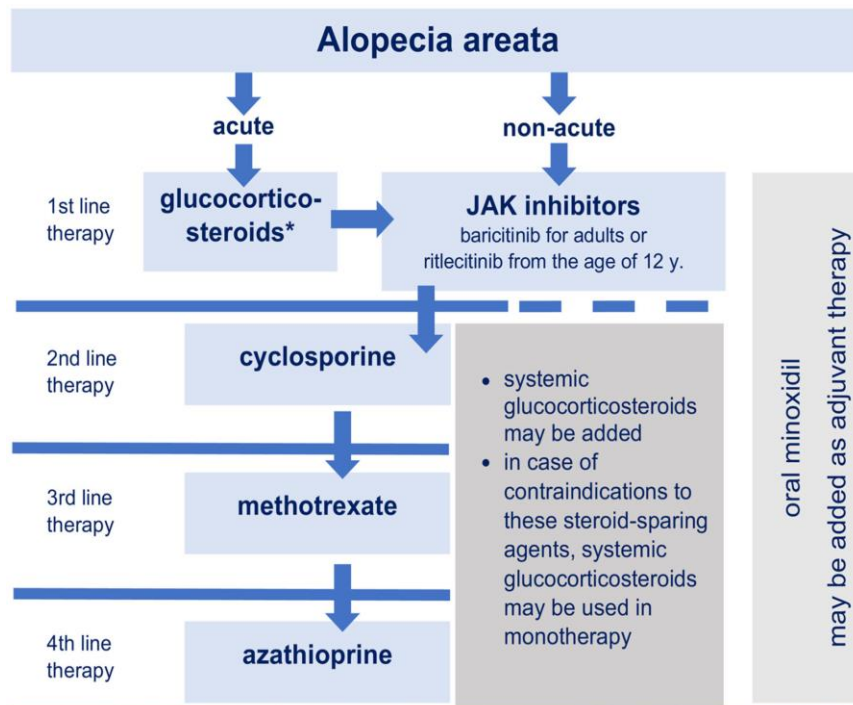 Alopecia areata
acute
non-acute
1st line
therapy
glucocortico-
steroids*
JAK inhibitors
baricitinib for adults or
ritlecitinib from the age of 12 y.
2nd line
therapy
cyclosporine
3rd line
therapy
methotrexate
4th line
therapy
azathioprine
• systemic
glucocorticosteroids
may be added
• in case of
contraindications to
these steroid-sparing
agents, systemic
glucocorticosteroids
may be used in
monotherapy
oral minoxidil
may be added as adjuvant therapy